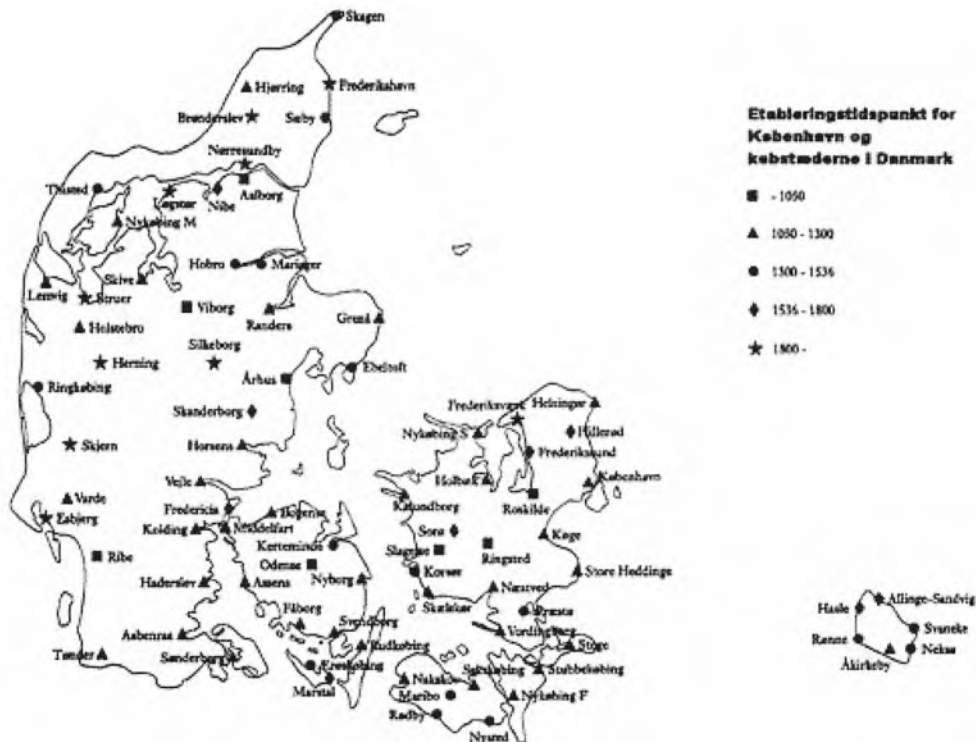 Skagen
Hjørring
Frederikshavn
Brønderslev
Sæby
Nørresundby
Thisted
Løgstør
Nibe
Aalborg
Nykøbing M
Hobro
Mariager
Lemvig
Skive
Struer
Viborg
Randers
Grenå
Holstebro
Herning
Silkeborg
Ebeltoft
Århus
Ringkøbing
Skanderborg
Skjern
Horsens
Vejle
Varde
Esbjerg
Fredericia
Bogense
Kolding
Middelfart
Kerteminde
Odense
Ribe
Haderslev
Assens
Nyborg
Fåborg
Svendborg
Aabenraa
Rudkøbing
Tønder
Sønderborg
Ærøskøbing
Marstal
Frederiksværk
Helsingør
Nykøbing S
Hillerød
Frederikssund
Holbæk
København
Kalundborg
Roskilde
Sorø
Køge
Slagelse
Ringsted
Korsør
Store Heddinge
Næstved
Skælskør
Præstø
Vordingborg
Stege
Nakskov
Sakskøbing
Stubbekøbing
Maribo
Nykøbing F
Rødby
Nysted
Allinge-Sandvig
Hasle
Svaneke
Rønne
Neksø
Åkirkeby
Etableringstidspunkt for
København og
købstæderne i Danmark
- 1050
1050 - 1300
1300 - 1536
1536 - 1800
1800 -